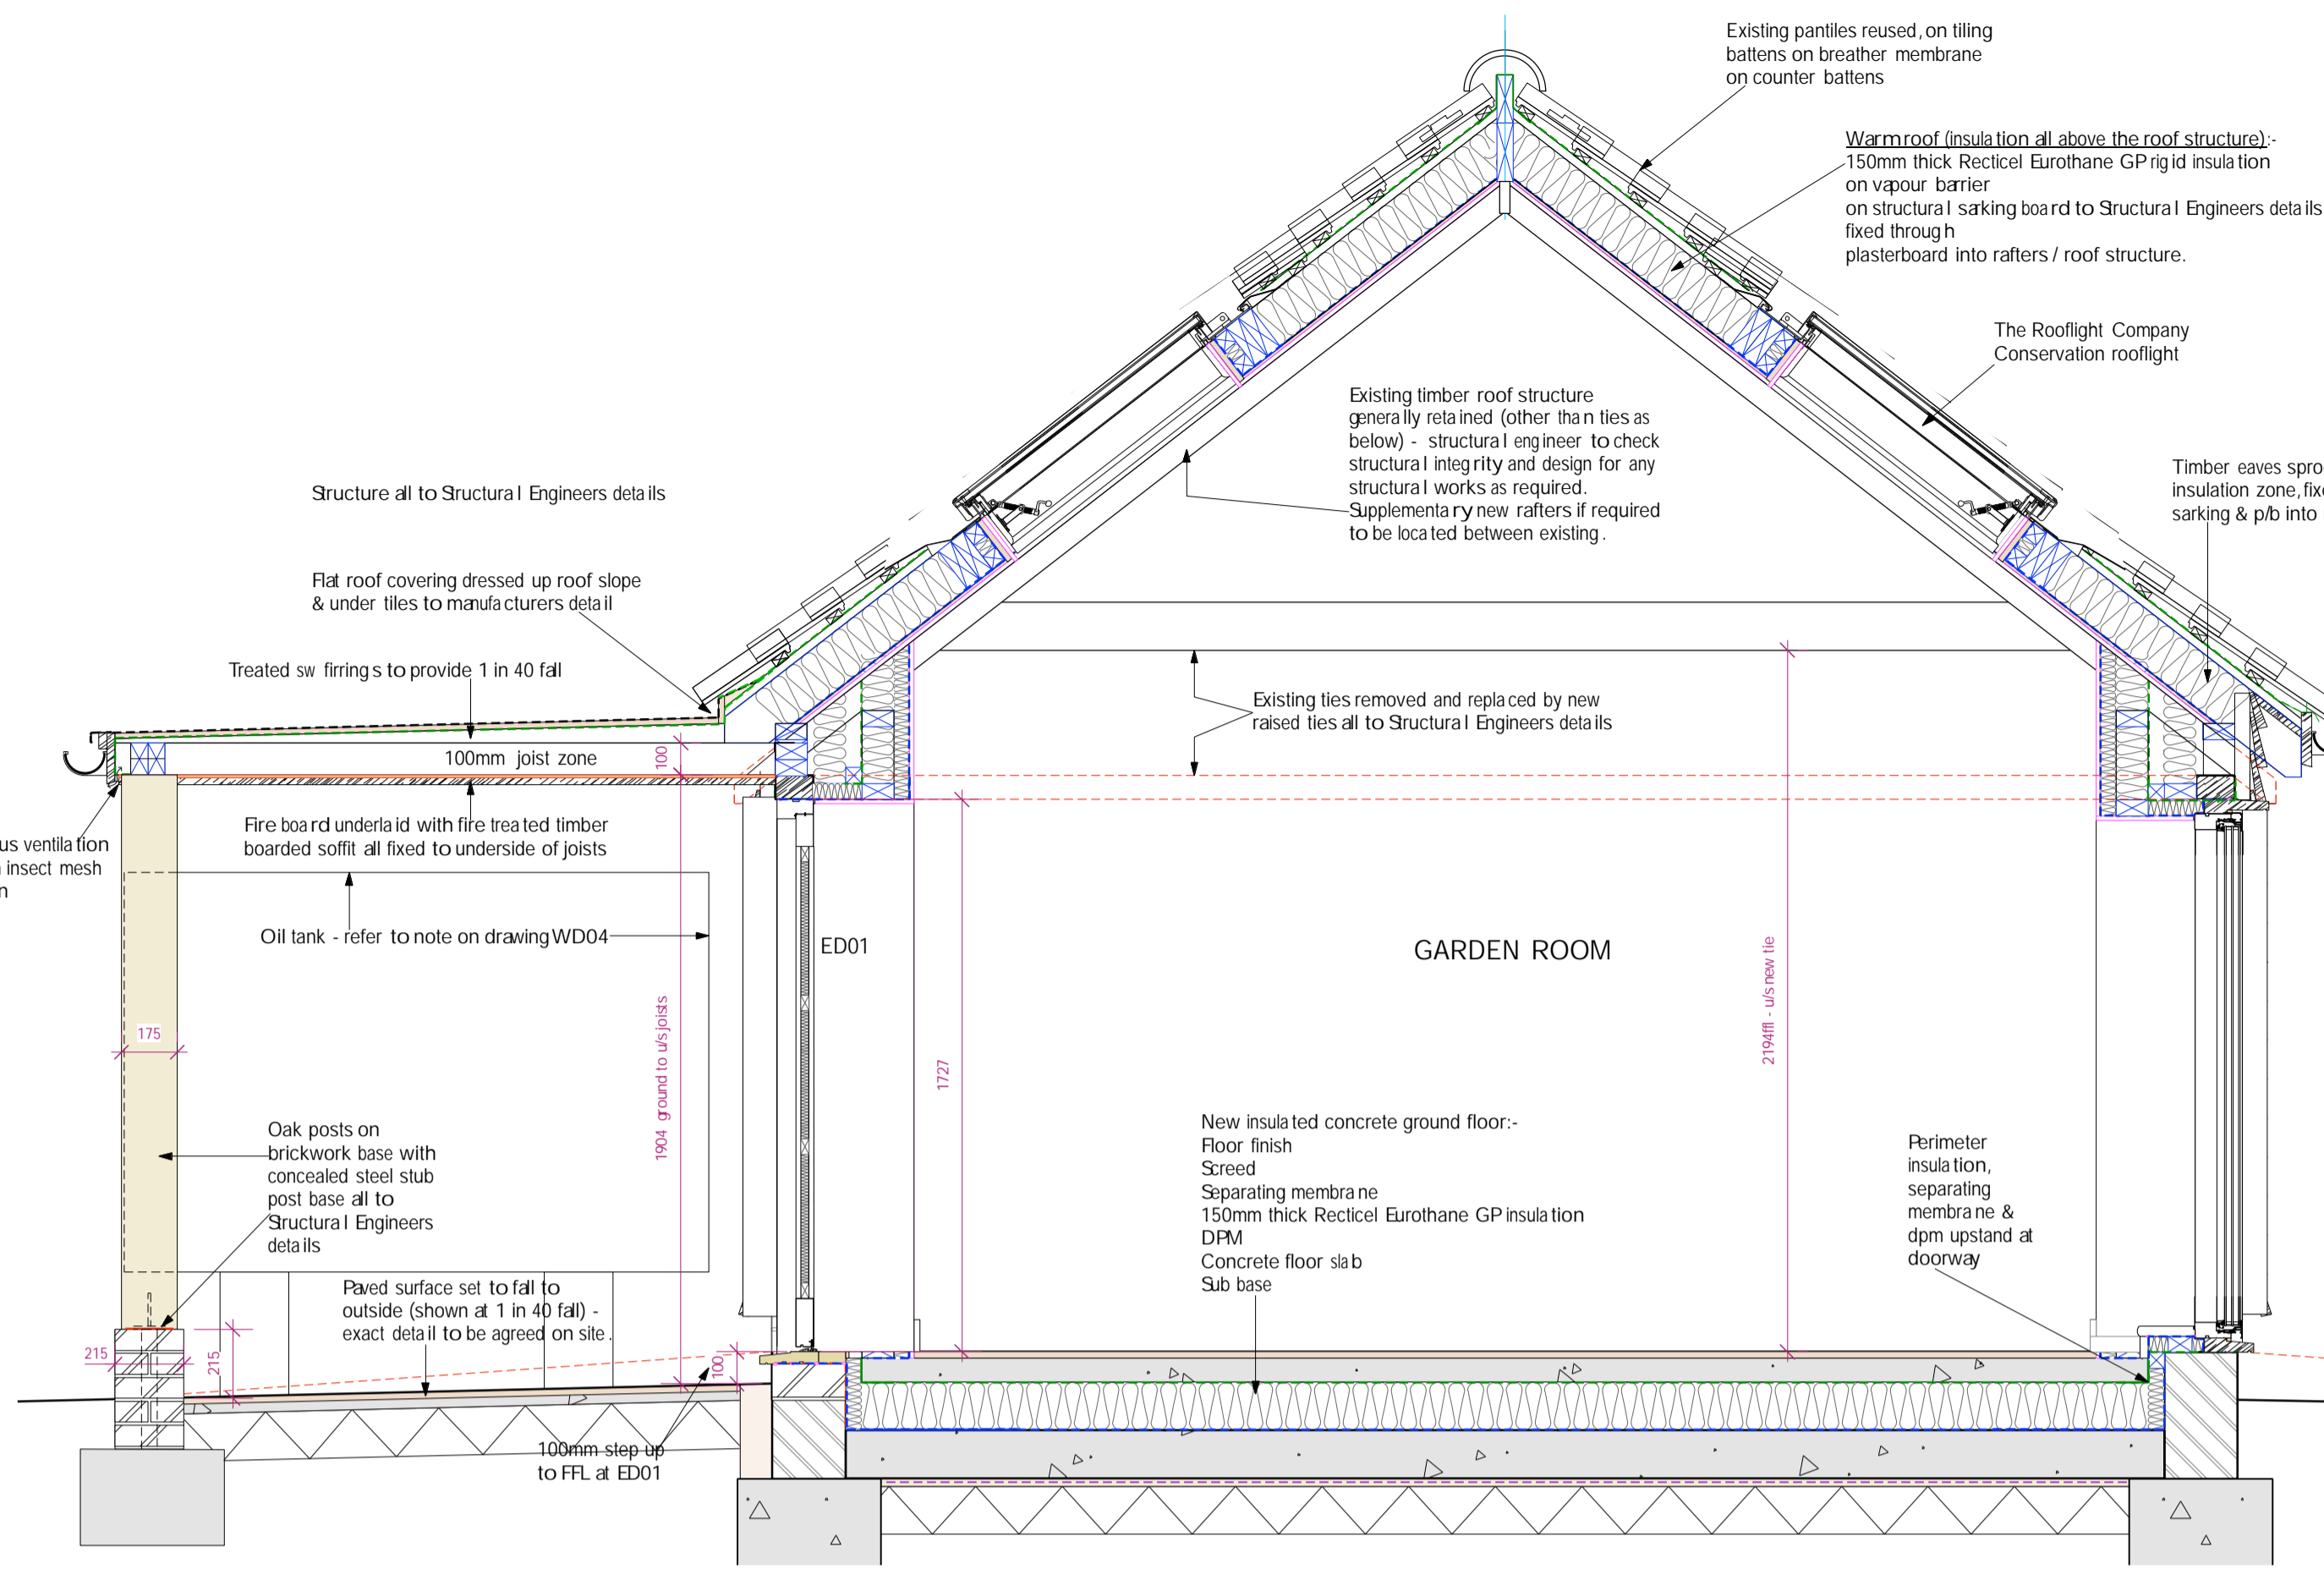 Existing pantiles reused, on tiling
battens on breather membrane
on counter battens
Warm roof (insulation all above the roof structure):-
150mm thick Recticel Eurothane GP rigid insulation
on vapour barrier
on structural sarking board to Structural Engineers details
fixed through
plasterboard into rafters / roof structure.
The Rooflight Company
Conservation rooflight
Existing timber roof structure
generally retained (other than ties as
below) - structural engineer to check
structural integrity and design for any
structural works as required.
Supplementary new rafters if required
to be located between existing.
Timber eaves spro
insulation zone, fix
sarking & p/b into
Structure all to Structural Engineers details
Flat roof covering dressed up roof slope
& under tiles to manufacturers detail
Treated sw firrings to provide 1 in 40 fall
Existing ties removed and replaced by new
raised ties all to Structural Engineers details
100mm joist zone
100
Fire board underlaid with fire treated timber
boarded soffit all fixed to underside of joists
us ventilation
insect mesh
n
Oil tank - refer to note on drawing WD04
ED01
GARDEN ROOM
175
1904 ground to u/s joists
1727
2194ffl - u/s new tie
Oak posts on
brickwork base with
concealed steel stub
post base all to
Structural Engineers
details
New insulated concrete ground floor:-
Floor finish
Screed
Separating membrane
150mm thick Recticel Eurothane GP insulation
DPM
Concrete floor slab
Sub base
Perimeter
insulation,
separating
membrane &
dpm upstand at
doorway
Paved surface set to fall to
outside (shown at 1 in 40 fall) -
exact detail to be agreed on site.
215
215
100
100mm step up
to FFL at ED01